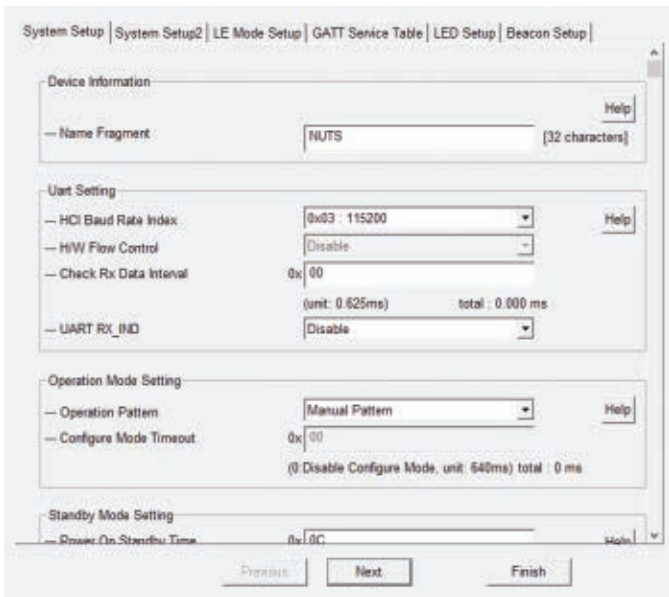 System Setup | System Setup2 | LE Mode Setup | GATT Service Table | LED Setup | Beacon Setup
Device Information
Help
--- Name Fragment NUTS [32 characters]
Uart Setting
--- HCI Baud Rate Index 0x03 : 115200 Help
--- H/W Flow Control Disable
--- Check Rx Data Interval 0x 00
(unit: 0.625ms) total : 0.000 ms
--- UART RX_IND Disable
Operation Mode Setting
--- Operation Pattern Manual Pattern Help
--- Configure Mode Timeout 0x 00
(0:Disable Configure Mode, unit: 640ms) total : 0 ms
Standby Mode Setting
--- Power On Standby Time 0x 0C Help
Previous Next Finish